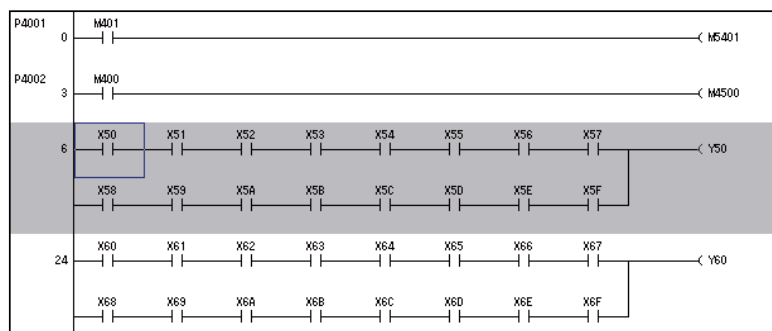 P4001 M401
0 M5401
P4002 M400
3 M4500
X50 X51 X52 X53 X54 X55 X56 X57
6 Y50
X58 X59 X5A X5B X5C X5D X5E X5F
X60 X61 X62 X63 X64 X65 X66 X67
24 Y60
X68 X69 X6A X6B X6C X6D X6E X6F